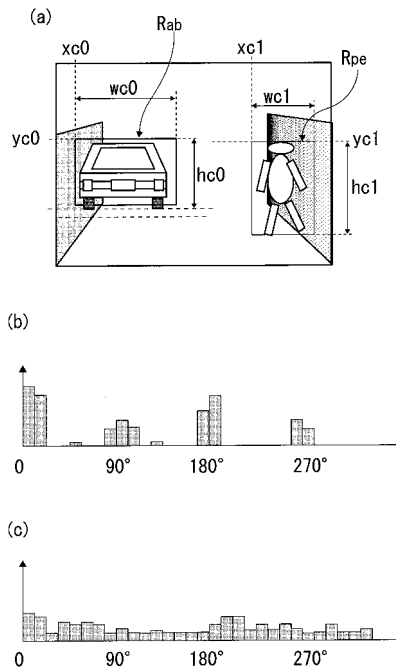 (a)
xc0 Rab xc1 Rpe
wc0 wc1
yc0 yc1
hc0 hc1
(b)
0 90° 180° 270°
(c)
0 90° 180° 270°